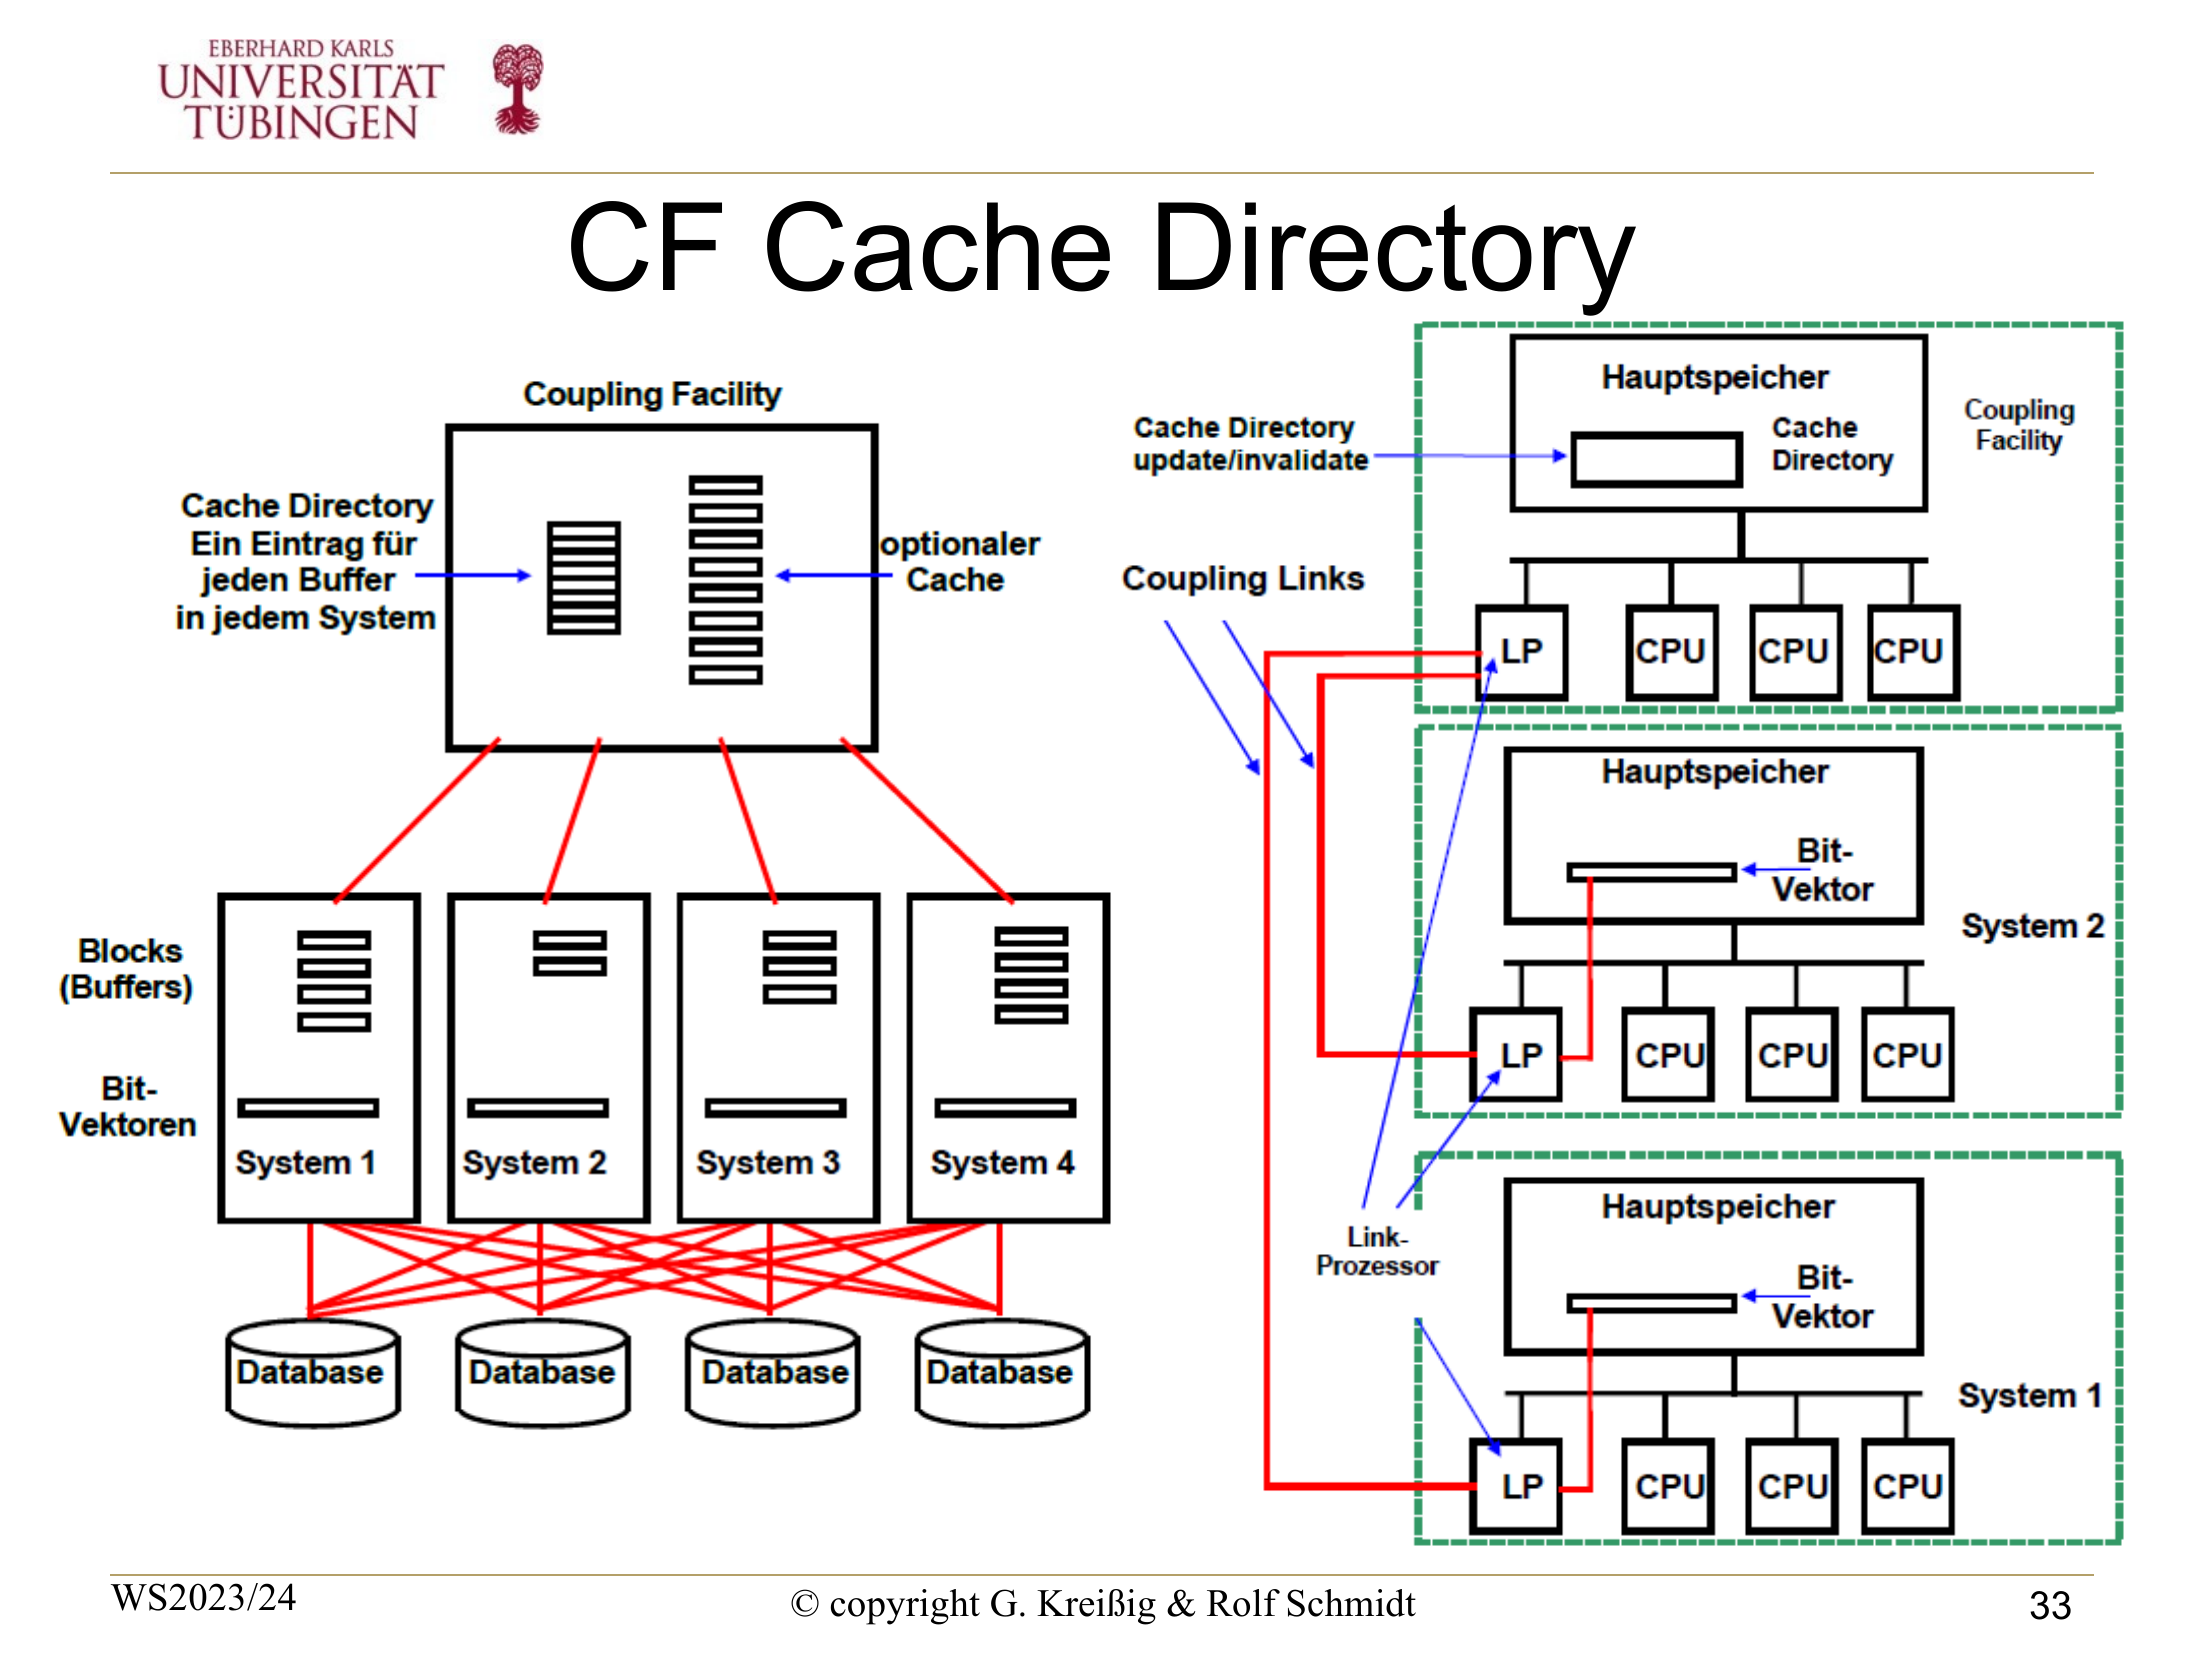 EBERHARD KARLS
UNIVERSITÄT
TÜBINGEN
CF Cache Directory
Coupling Facility
Cache Directory
Ein Eintrag für
jeden Buffer
in jedem System
optionaler
Cache
Blocks
(Buffers)
Bit-
Vektoren
System 1
System 2
System 3
System 4
Database
Database
Database
Database
Cache Directory
update/invalidate
Coupling Links
Hauptspeicher
Cache
Directory
Coupling
Facility
LP
CPU
CPU
CPU
Hauptspeicher
Bit-
Vektor
System 2
LP
CPU
CPU
CPU
Link-
Prozessor
Hauptspeicher
Bit-
Vektor
System 1
LP
CPU
CPU
CPU
WS2023/24
© copyright G. Kreißig & Rolf Schmidt
33